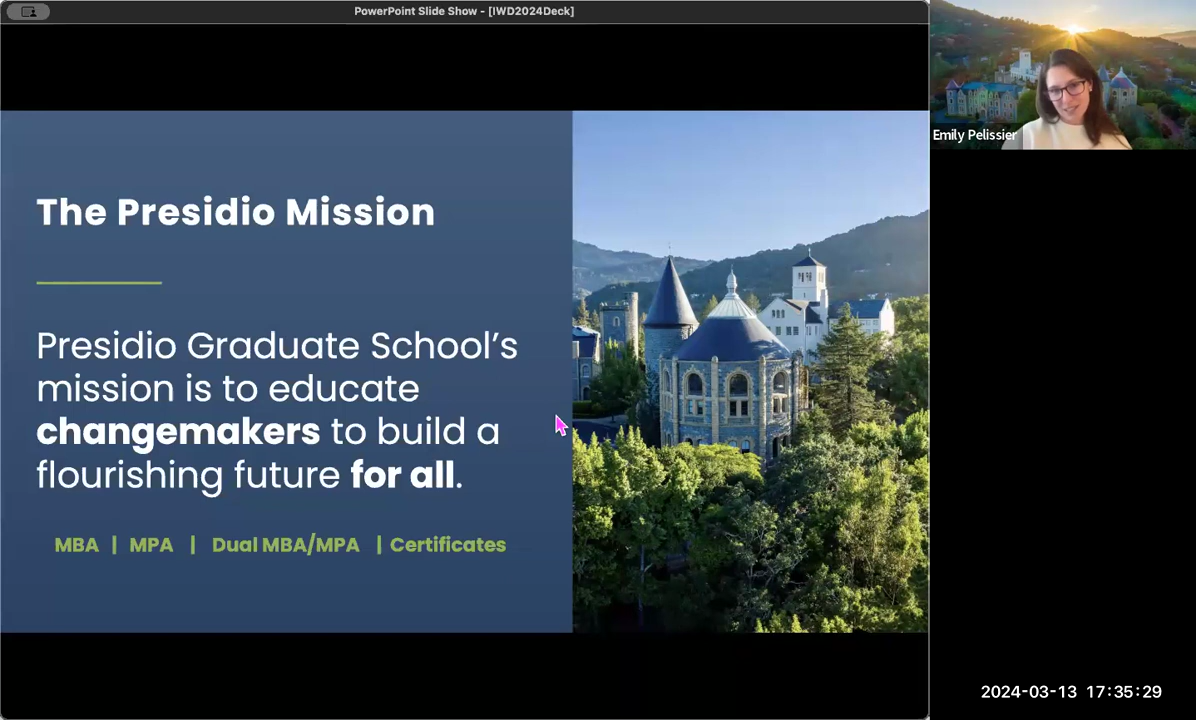 PowerPoint Slide Show - [IWD2024Deck]
Emily Pelissier
The Presidio Mission
Presidio Graduate School’s
mission is to educate
changemakers to build a
flourishing future for all.
MBA | MPA | Dual MBA/MPA | Certificates
2024-03-13 17:35:29